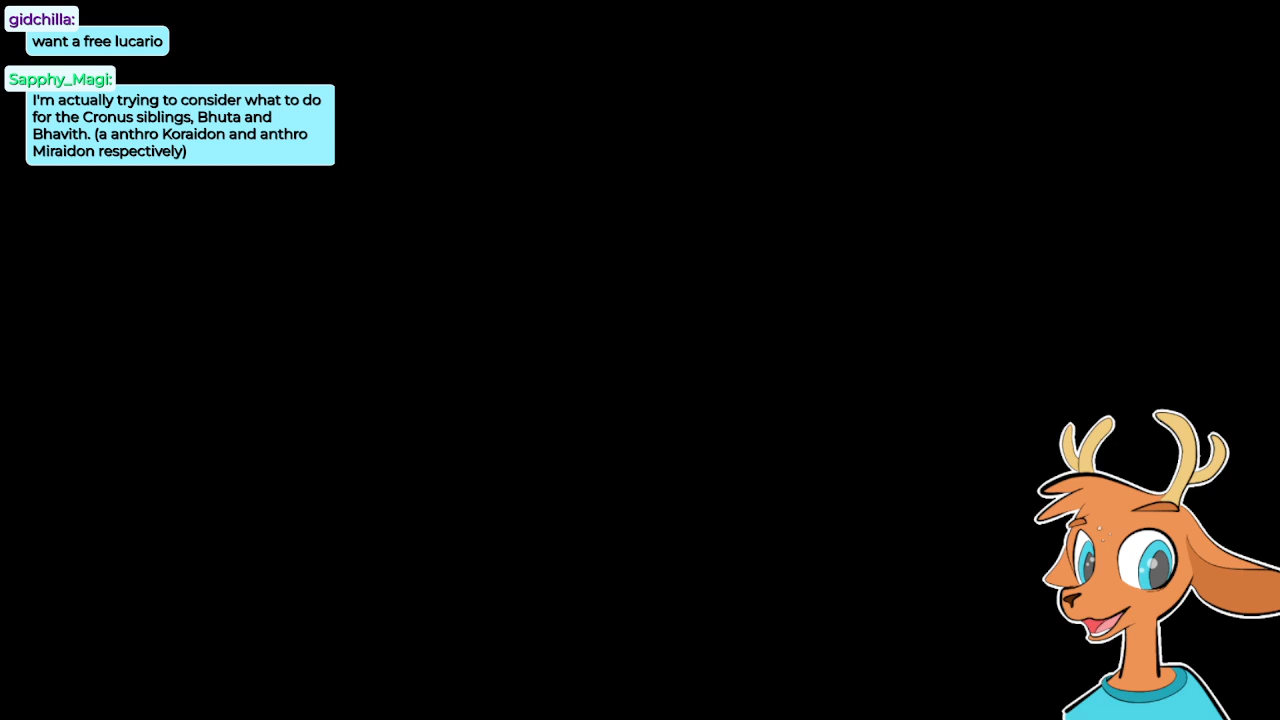 gidchilla:
want a free lucario
Sapphy_Magi:
I'm actually trying to consider what to do
for the Cronus siblings, Bhuta and
Bhavith. (a anthro Koraidon and anthro
Miraidon respectively)